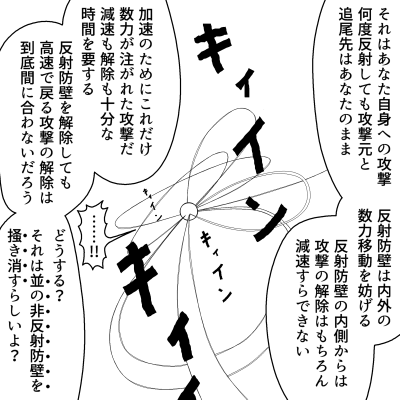 それはあなた自身への攻撃
何度反射しても攻撃元と
追尾先はあなたのまま
反射防壁は内外の
数力移動を妨げる
反射防壁の内側からは
攻撃の解除はもちろん
減速すらできない
キィイン
キィイン
キィイン
キィイン
加速のためにこれだけ
数力が注がれた攻撃だ
減速も解除も十分な
時間を要する
反射防壁を解除しても
高速で戻る攻撃の解除は
到底間に合わないだろう
……!!
どうする?
それは並の非反射防壁を
掻き消すらしいよ?